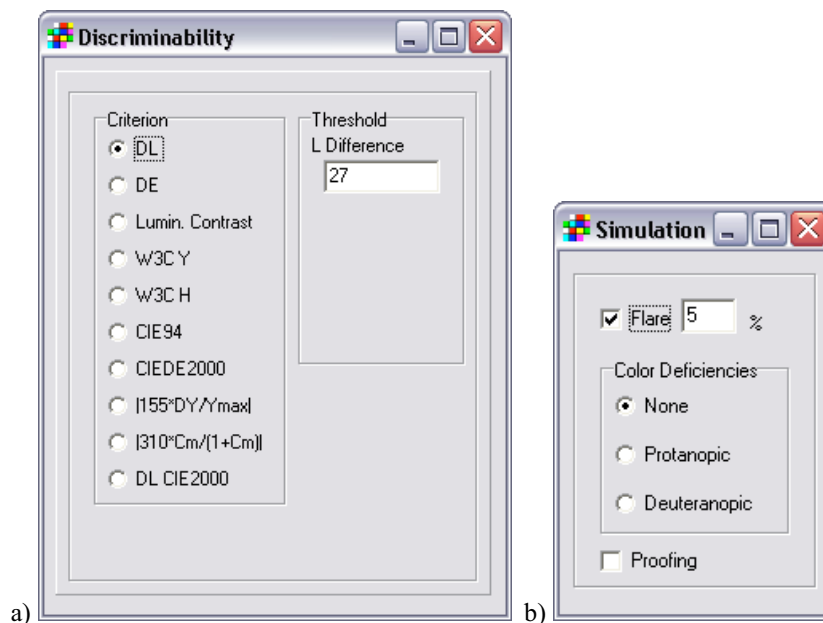 Discriminability
Criterion
DL
DE
Lumin. Contrast
W3C Y
W3C H
CIE94
CIEDE2000
|155*DY/Ymax|
|310*Cm/(1+Cm)|
DL CIE2000
Threshold
L Difference
27
a)
Simulation
Flare 5 %
Color Deficiencies
None
Protanopic
Deuteranopic
Proofing
b)